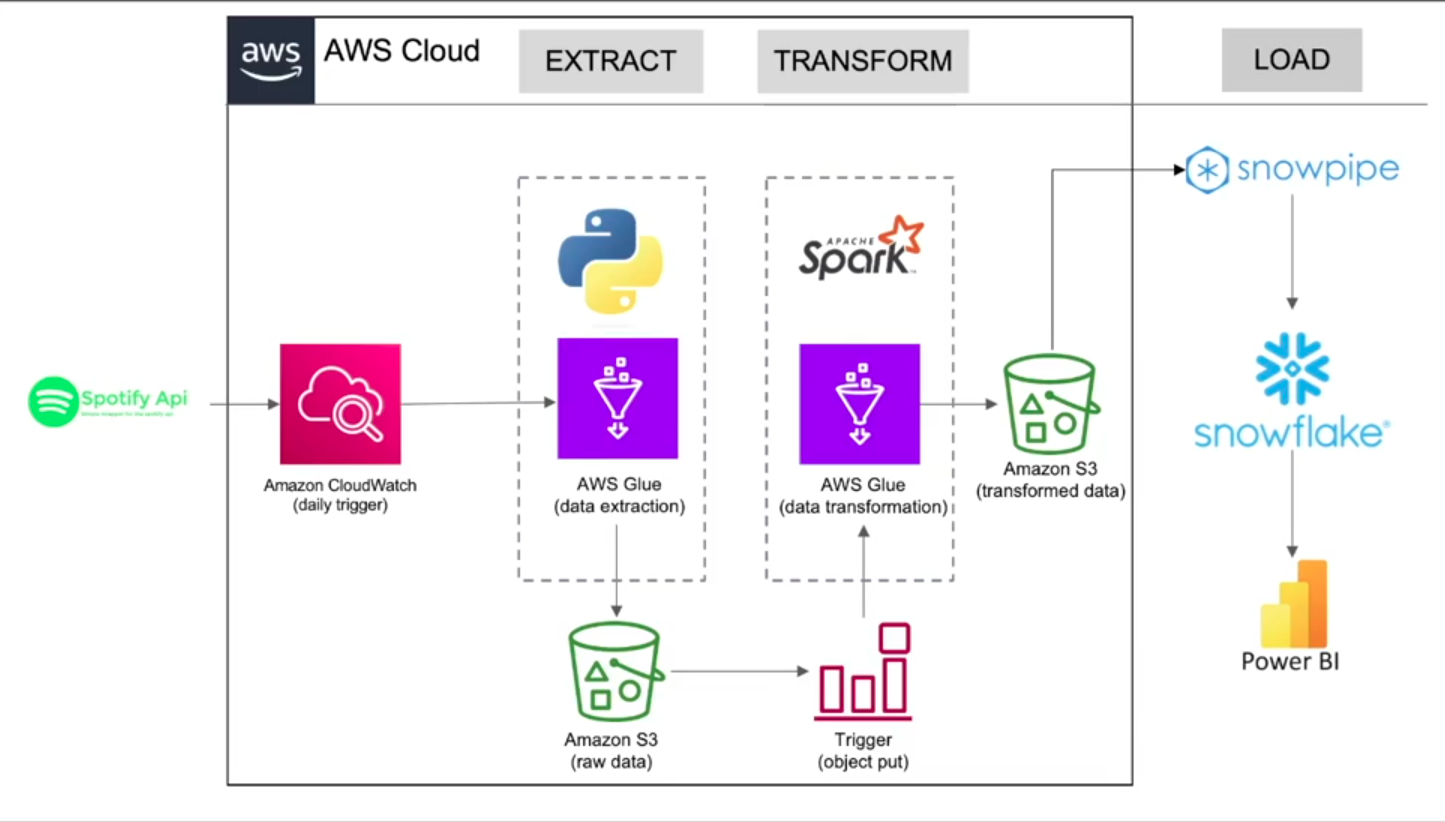 aws
AWS Cloud
EXTRACT
TRANSFORM
LOAD
snowpipe
APACHE
Spark
Spotify Api
snowflake®
Amazon CloudWatch
(daily trigger)
AWS Glue
(data extraction)
AWS Glue
(data transformation)
Amazon S3
(transformed data)
Power BI
Amazon S3
(raw data)
Trigger
(object put)